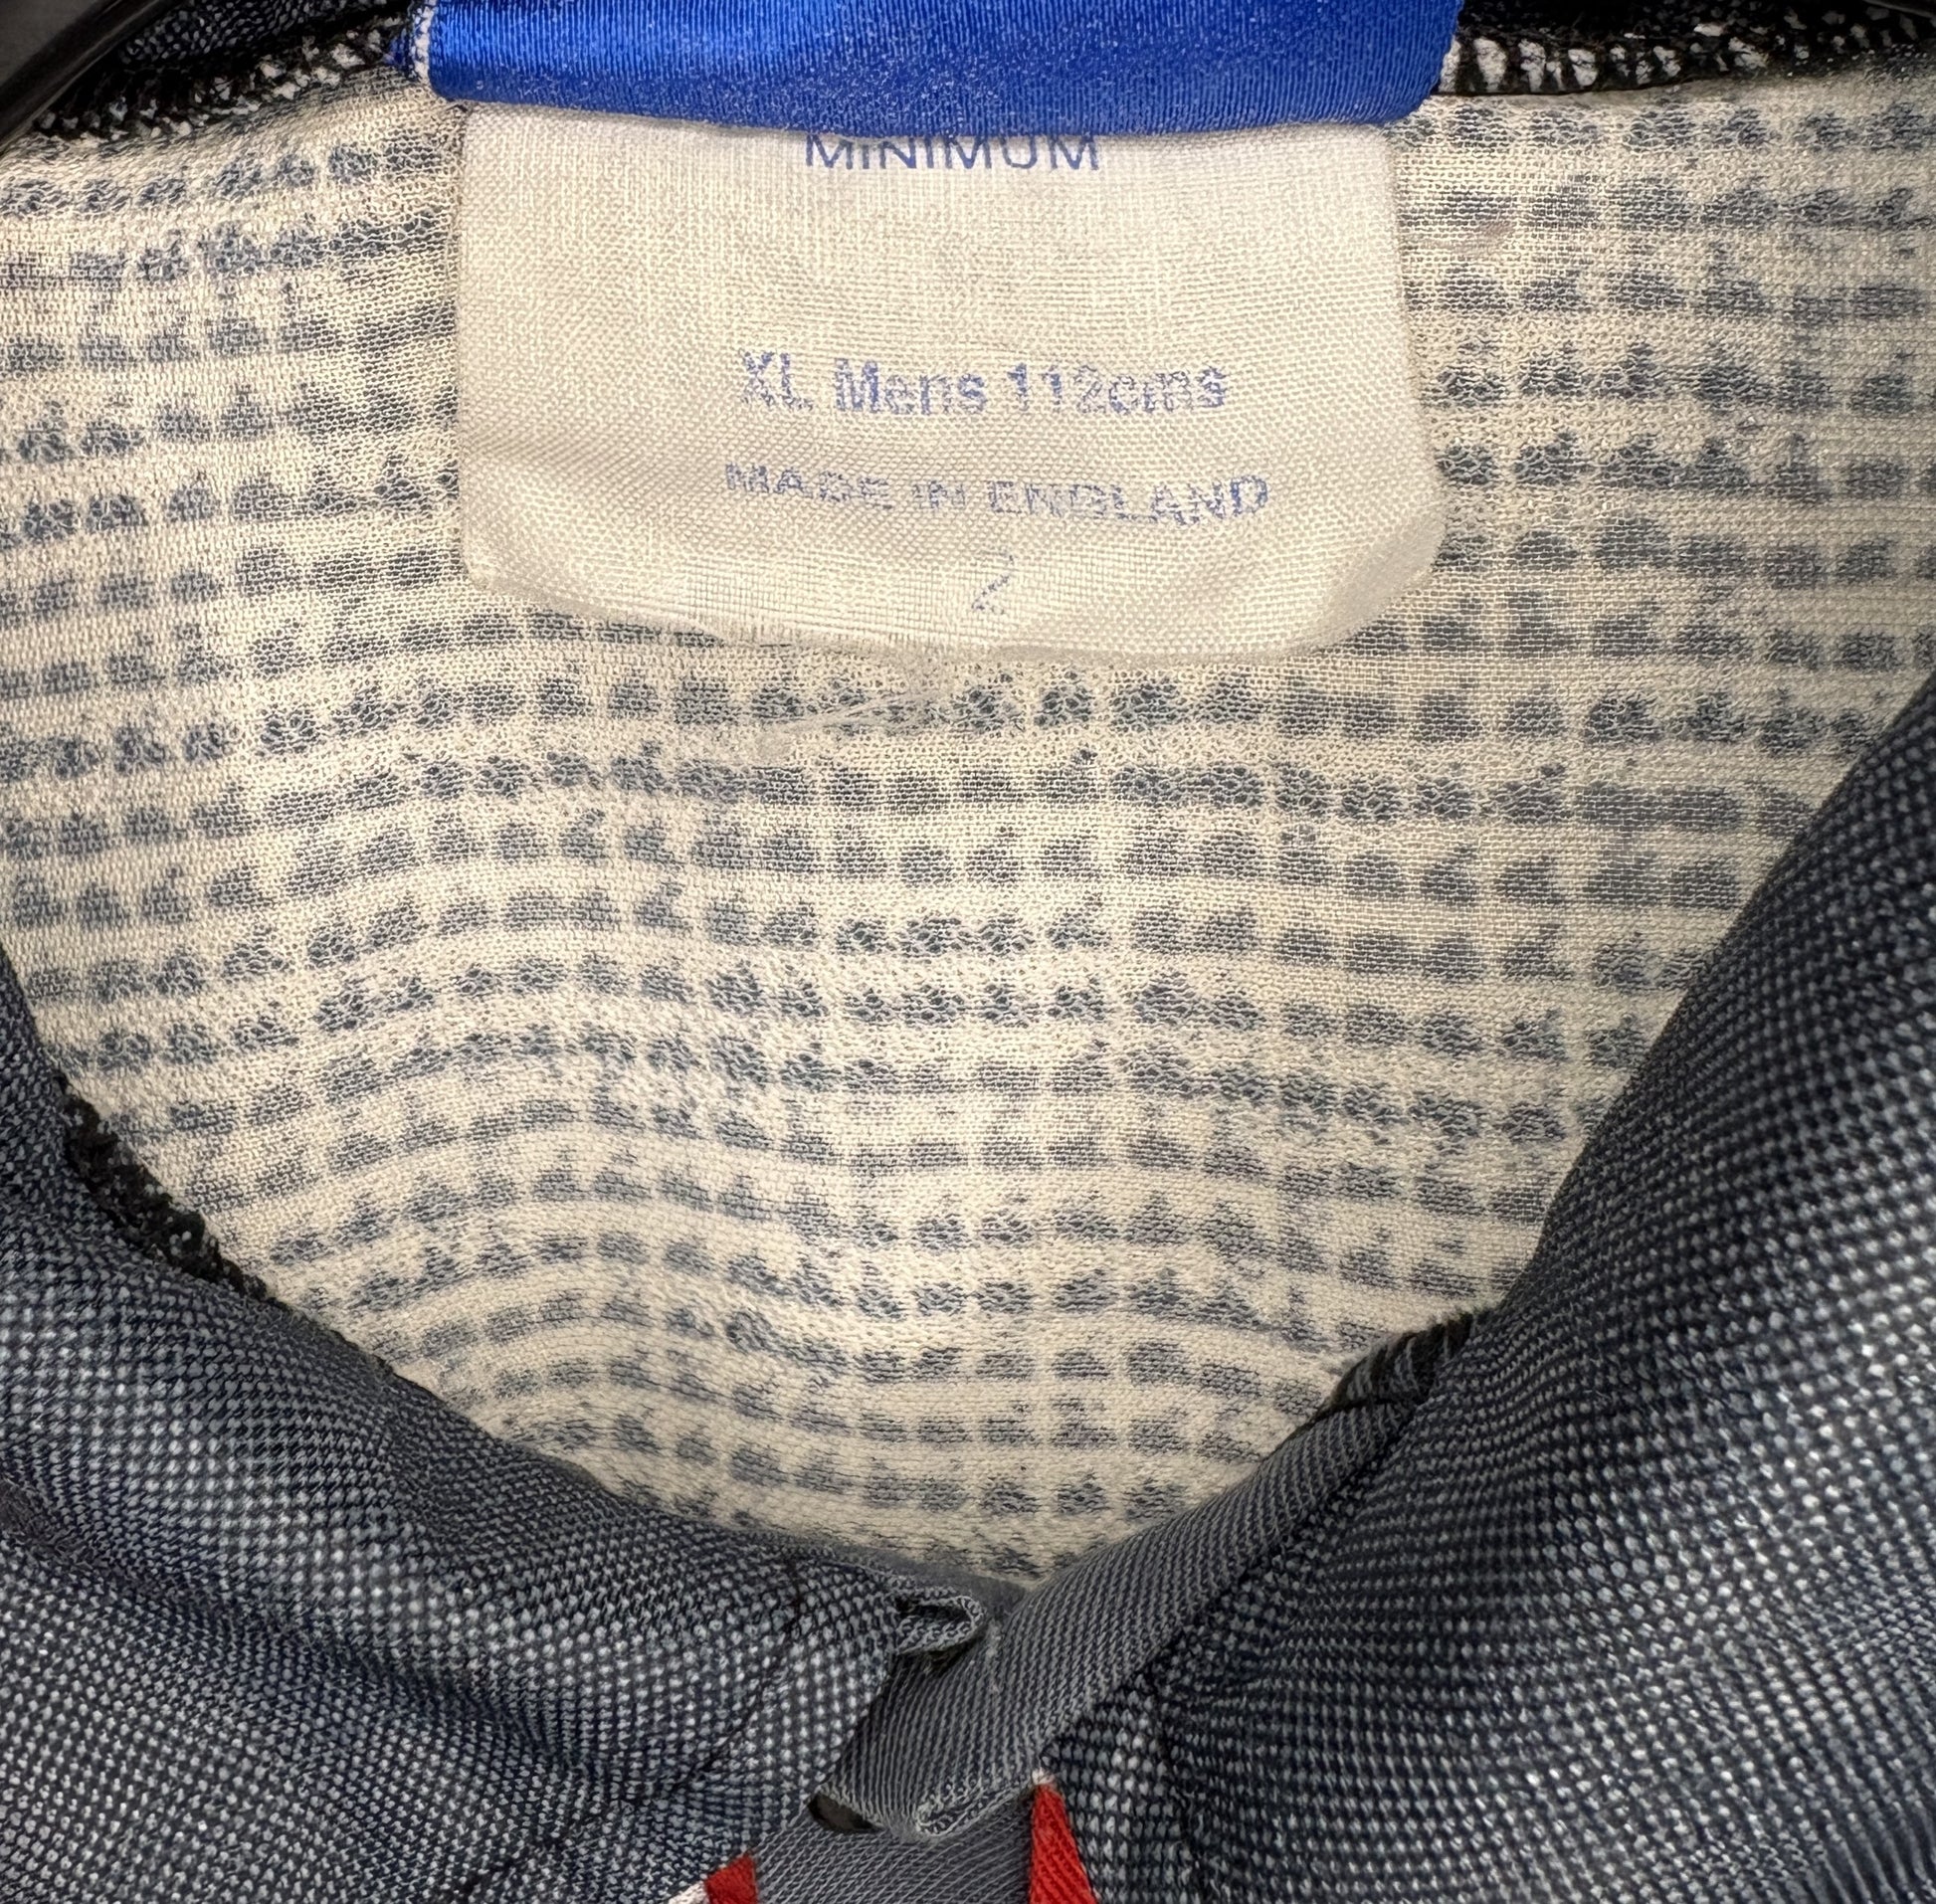 MINIMUM
XL Mens 112cms
MADE IN ENGLAND
2